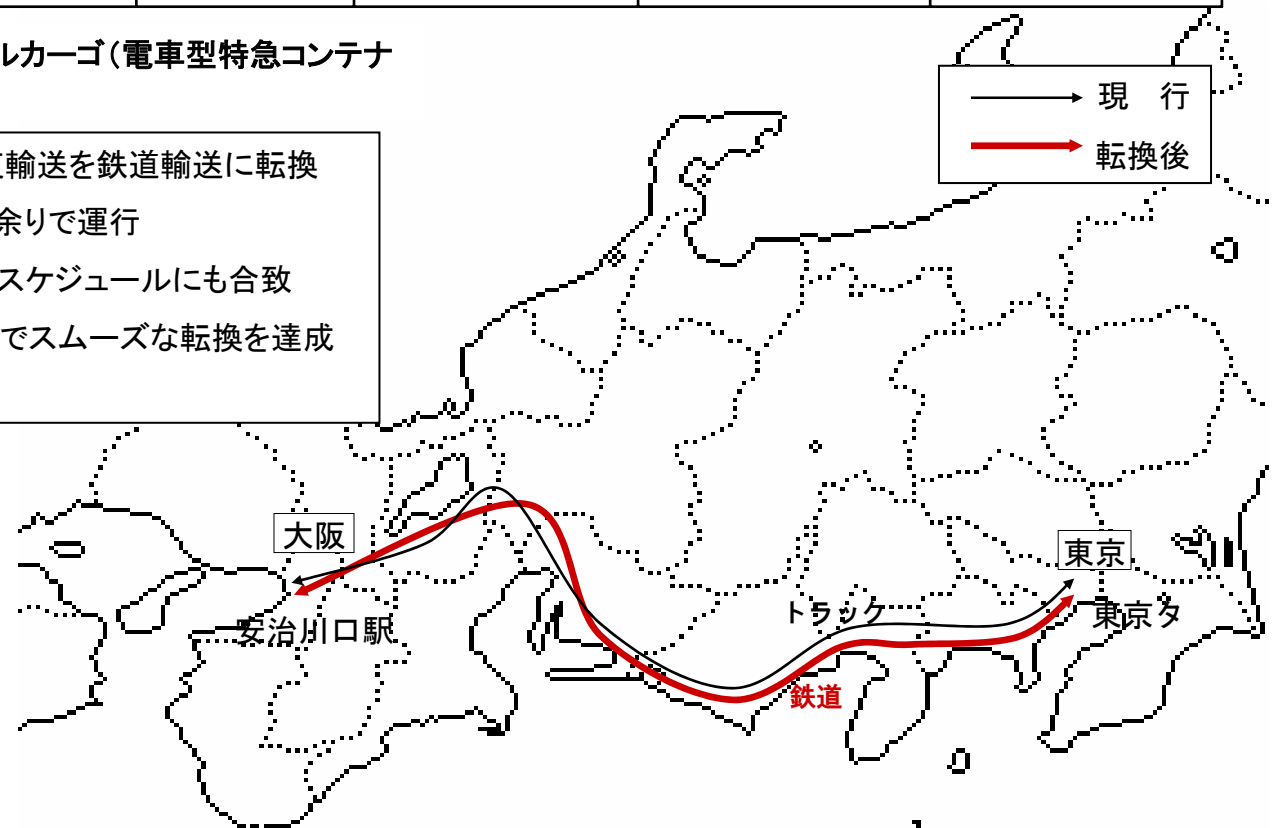 ルカーゴ（電車型特急コンテナ
輸送を鉄道輸送に転換
余りで運行
スケジュールにも合致
でスムーズな転換を達成
現　行
転換後
大阪
安治川口駅
東京
東京タ
トラック
鉄道